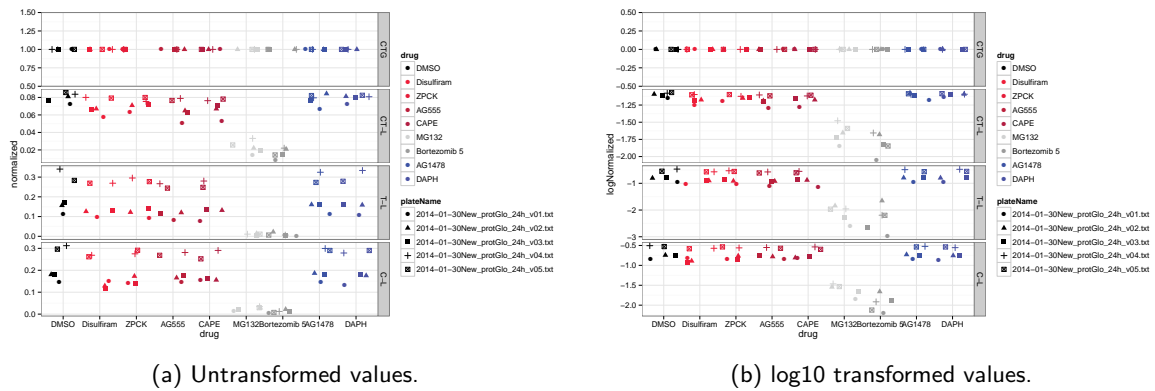 1.50
1.25
1.00
0.75
0.50
CTG
0.08
0.06
0.04
0.02
CT−L
0.3
0.2
0.1
0.0
T−L
0.3
0.2
0.1
0.0
C−L
normalized
DMSO Disulfiram ZPCK AG555 CAPE MG132 Bortezomib 5 AG1478 DAPH
drug
drug
DMSO
Disulfiram
ZPCK
AG555
CAPE
MG132
Bortezomib 5
AG1478
DAPH
plateName
2014−01−30New_protGlo_24h_v01.txt
2014−01−30New_protGlo_24h_v02.txt
2014−01−30New_protGlo_24h_v03.txt
2014−01−30New_protGlo_24h_v04.txt
2014−01−30New_protGlo_24h_v05.txt
(a) Untransformed values.
0.50
0.25
0.00
−0.25
−0.50
CTG
−1.25
−1.50
−1.75
−2.00
CT−L
−1
−2
−3
T−L
−0.5
−1.0
−1.5
−2.0
C−L
logNormalized
DMSO Disulfiram ZPCK AG555 CAPE MG132 Bortezomib 5 AG1478 DAPH
drug
drug
DMSO
Disulfiram
ZPCK
AG555
CAPE
MG132
Bortezomib 5
AG1478
DAPH
plateName
2014−01−30New_protGlo_24h_v01.txt
2014−01−30New_protGlo_24h_v02.txt
2014−01−30New_protGlo_24h_v03.txt
2014−01−30New_protGlo_24h_v04.txt
2014−01−30New_protGlo_24h_v05.txt
(b) log10 transformed values.